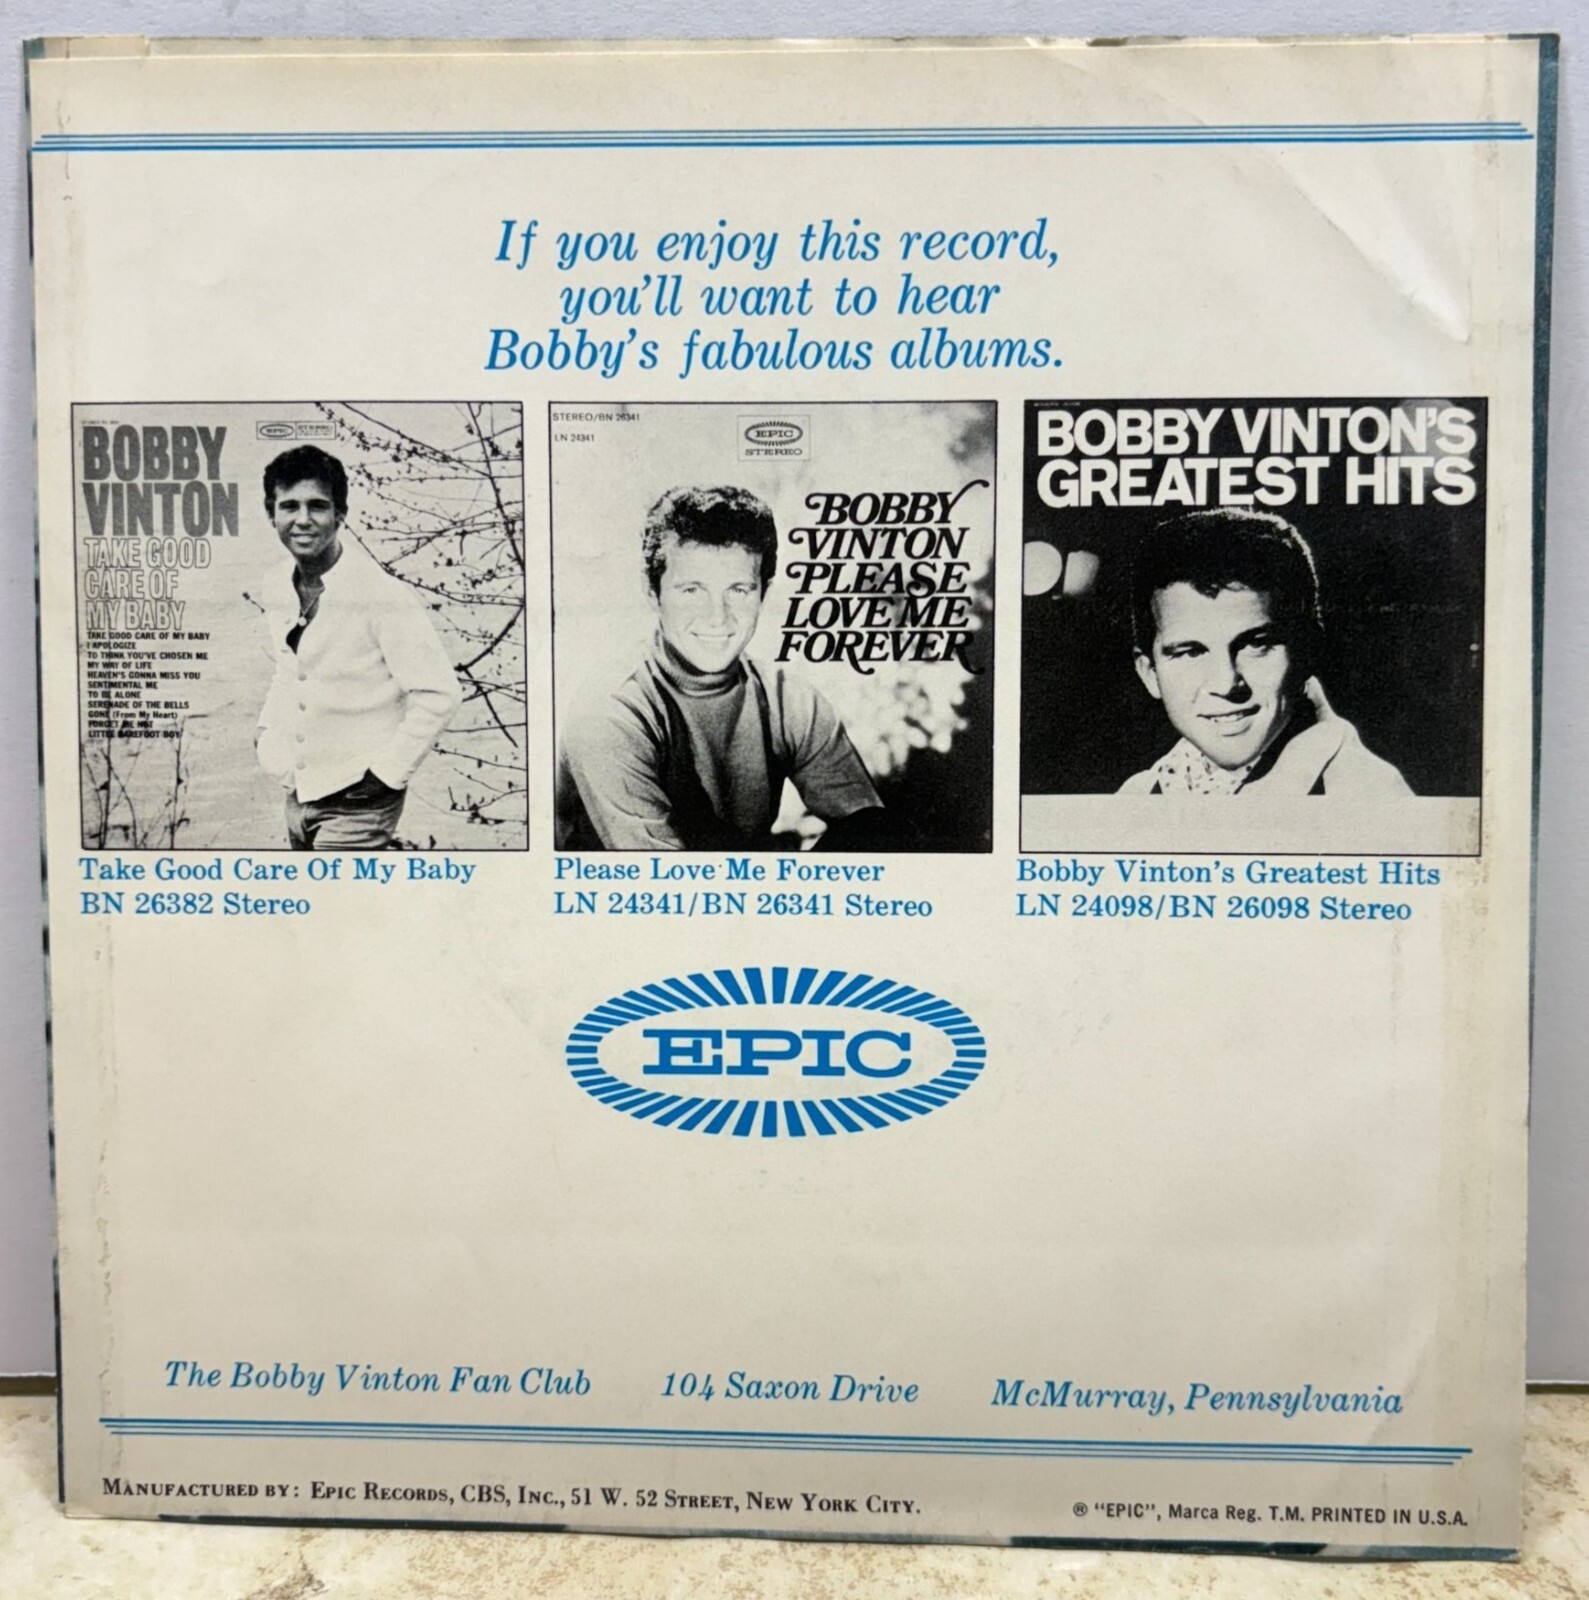 If you enjoy this record,
you'll want to hear
Bobby's fabulous albums.
BOBBY
VINTON
TAKE GOOD
CARE OF
MY BABY
TAKE GOOD CARE OF MY BABY
I APOLOGIZE
TO THINK YOU'VE CHOSEN ME
MY WAY OF LIFE
HEAVEN'S GONNA MISS YOU
SENTIMENTAL ME
TO BE ALONE
SERENADE OF THE BELLS
GONE (From My Heart)
FORGET ME NOT
LITTLE BAREFOOT BOY
EPIC STEREO
STEREO/BN 26341
LN 24341
EPIC
STEREO
BOBBY
VINTON
PLEASE
LOVE ME
FOREVER
BOBBY VINTON'S
GREATEST HITS
Take Good Care Of My Baby
BN 26382 Stereo
Please Love Me Forever
LN 24341/BN 26341 Stereo
Bobby Vinton's Greatest Hits
LN 24098/BN 26098 Stereo
EPIC
The Bobby Vinton Fan Club 104 Saxon Drive McMurray, Pennsylvania
MANUFACTURED BY: EPIC RECORDS, CBS, INC., 51 W. 52 STREET, NEW YORK CITY.
® "EPIC", Marca Reg. T.M. PRINTED IN U.S.A.